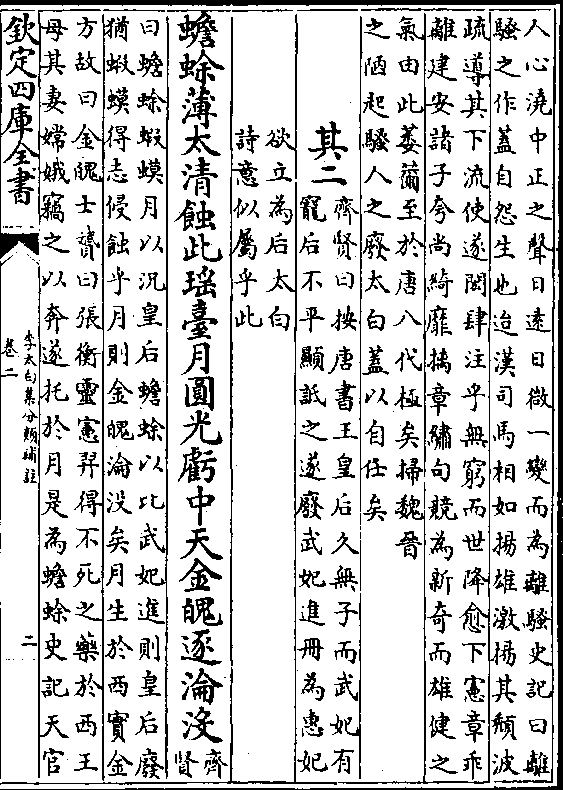 人心澆中正之聲日遠日微一變而為離騷史記曰離
騷之作蓋自怨生也迨漢司馬相如揚雄激揚其頹波
疏導其下流使遂閎肆注乎無窮而世降愈下憲章乖
離建安諸子夸尚綺靡摛章繡句競為新奇而雄健之
氣由此萎薾至於唐八代極矣掃魏晉
之陋起騷人之廢太白蓋以自任矣
其二
齊賢曰按唐書王皇后久無子而武妃有
寵后不平顯詆之遂廢武妃進冊為惠妃
欲立為后太白
詩意似屬乎此
蟾蜍薄太清蝕此瑶臺月圓光虧中天金魄遂淪沒
齊
賢
曰蟾蜍蝦蟆月以況皇后蟾蜍以比武妃進則皇后廢
猶蝦蟆得志侵蝕乎月則金魄淪没矣月生於西實金
方故曰金魄士贇曰張衡靈憲羿得不死之藥於西王
母其妻嫦娥竊之以奔遂托於月是為蟾蜍史記天官
欽定四庫全書
李太白集分類補註
卷二
二